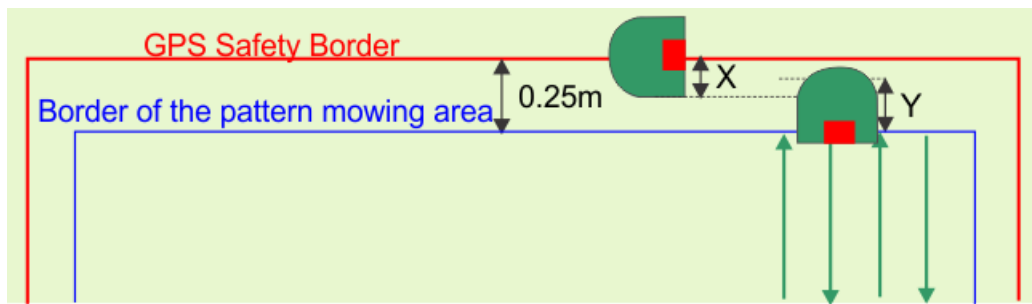 GPS Safety Border
X
0.25m
Border of the pattern mowing area
Y